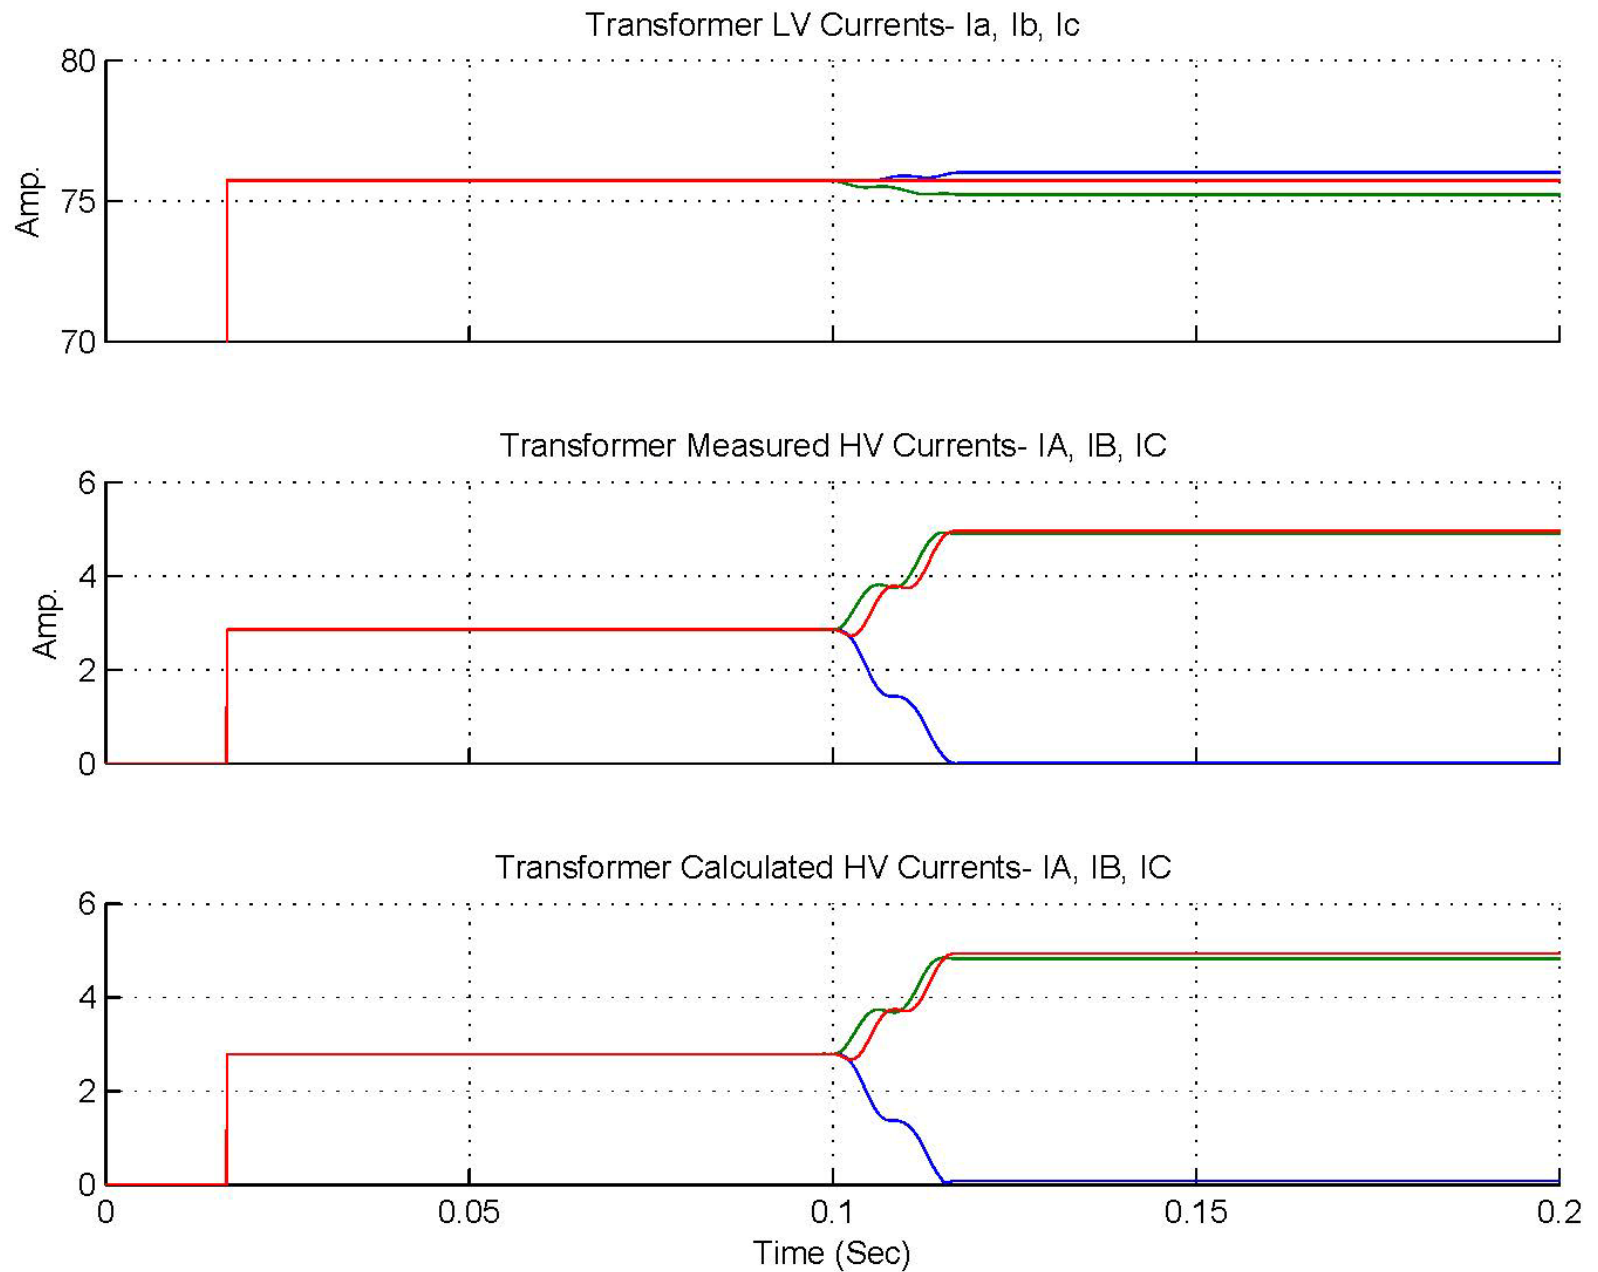 Transformer LV Currents- Ia, Ib, Ic
80
75
70
Amp.
Transformer Measured HV Currents- IA, IB, IC
6
4
2
0
Amp.
Transformer Calculated HV Currents- IA, IB, IC
6
4
2
0
0 0.05 0.1 0.15 0.2
Time (Sec)